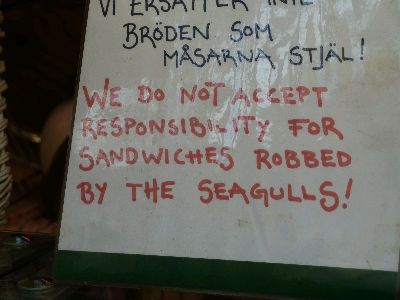 VI ERSÄTTER INTE
BRÖDEN SOM
MÅSARNA STJÄL!
WE DO NOT ACCEPT
RESPONSIBILITY FOR
SANDWICHES ROBBED
BY THE SEAGULLS!